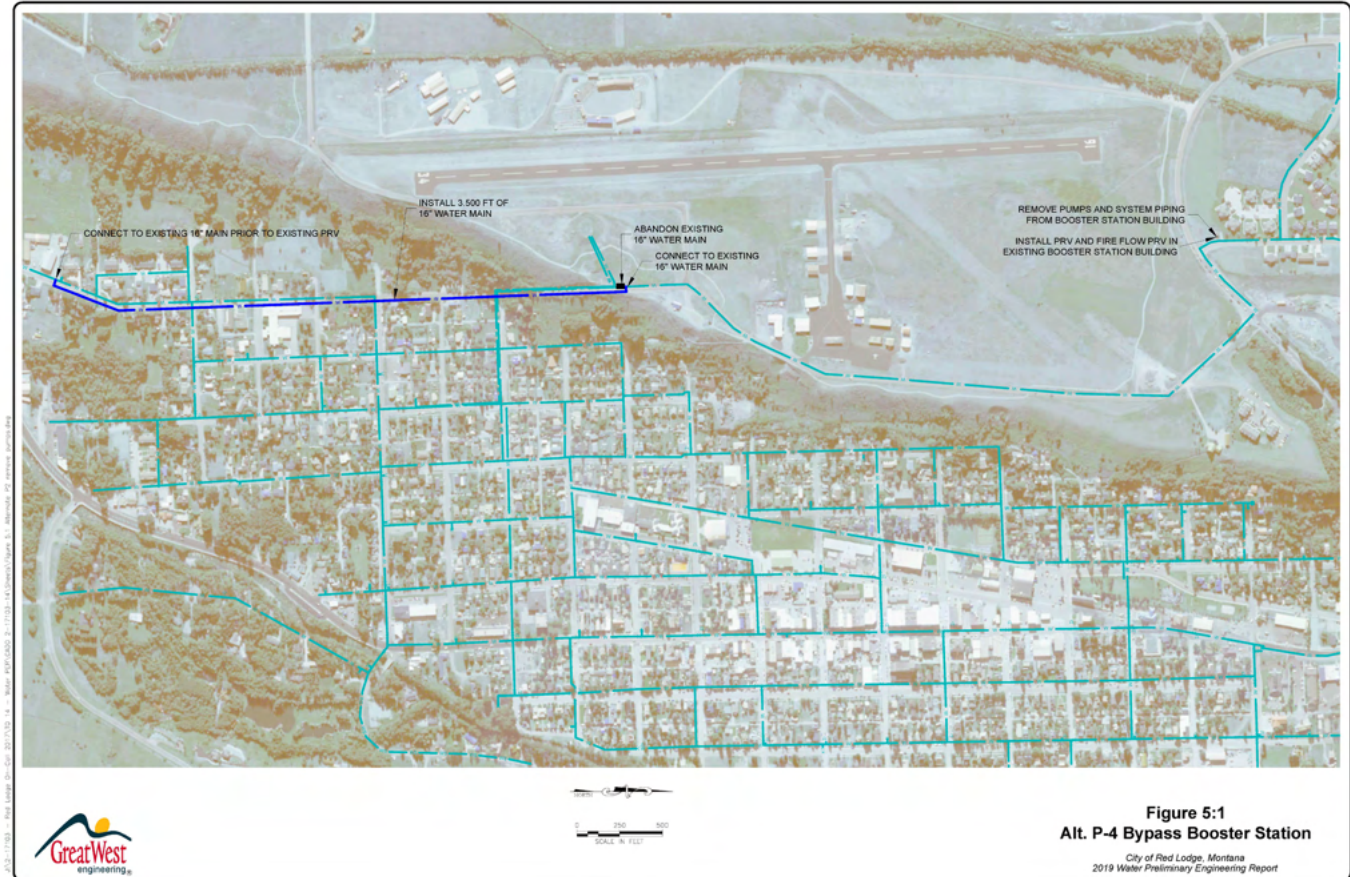 INSTALL 3,500 FT OF
16" WATER MAIN
CONNECT TO EXISTING 16" MAIN PRIOR TO EXISTING PRV
ABANDON EXISTING
16" WATER MAIN
CONNECT TO EXISTING
16" WATER MAIN
REMOVE PUMPS AND SYSTEM PIPING
FROM BOOSTER STATION BUILDING
INSTALL PRV AND FIRE FLOW PRV IN
EXISTING BOOSTER STATION BUILDING
NORTH
0 250 500
SCALE IN FEET
GreatWest
engineering®
Figure 5:1
Alt. P-4 Bypass Booster Station
City of Red Lodge, Montana
2019 Water Preliminary Engineering Report